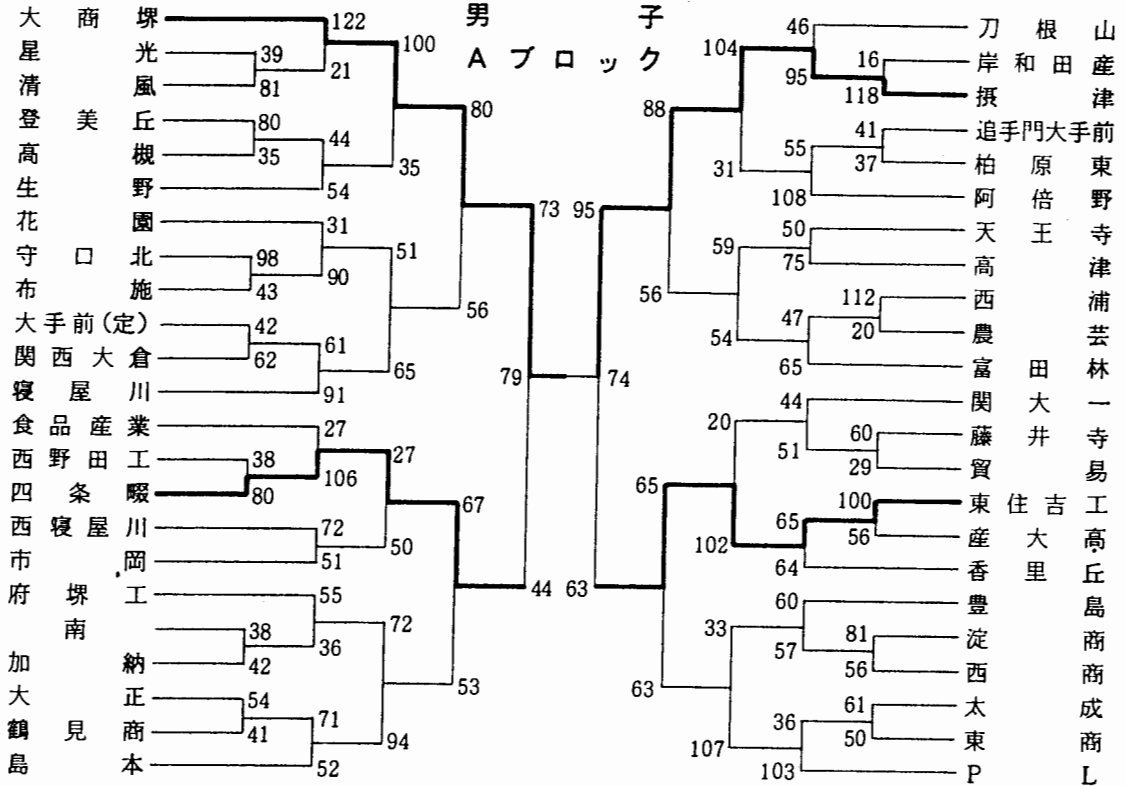 男子
Aブロック
大商堺
122
星光
39
21
清風
81
100
登美丘
80
高槻
35
44
生野
54
35
80
花園
31
守口北
98
90
布施
43
51
大手前(定)
42
関西大倉
62
61
寝屋川
91
65
56
73
食品産業
27
西野田工
38
106
四条畷
80
27
西寝屋川
72
市岡
51
50
67
府堺工
55
南
38
36
加納
42
72
大正
54
鶴見商
41
71
島本
52
94
53
44
79
74
刀根山
46
岸和田産
16
95
摂津
118
104
追手門大手前
41
柏原東
37
55
阿倍野
108
31
88
天王寺
50
高津
75
59
西浦
112
農芸
20
47
富田林
65
54
56
95
関大一
44
藤井寺
60
51
貿易
29
20
東住吉工
100
産大高
56
65
香里丘
64
102
65
豊島
60
淀商
81
57
西商
56
33
太成
61
東商
50
36
PL
103
107
63
63